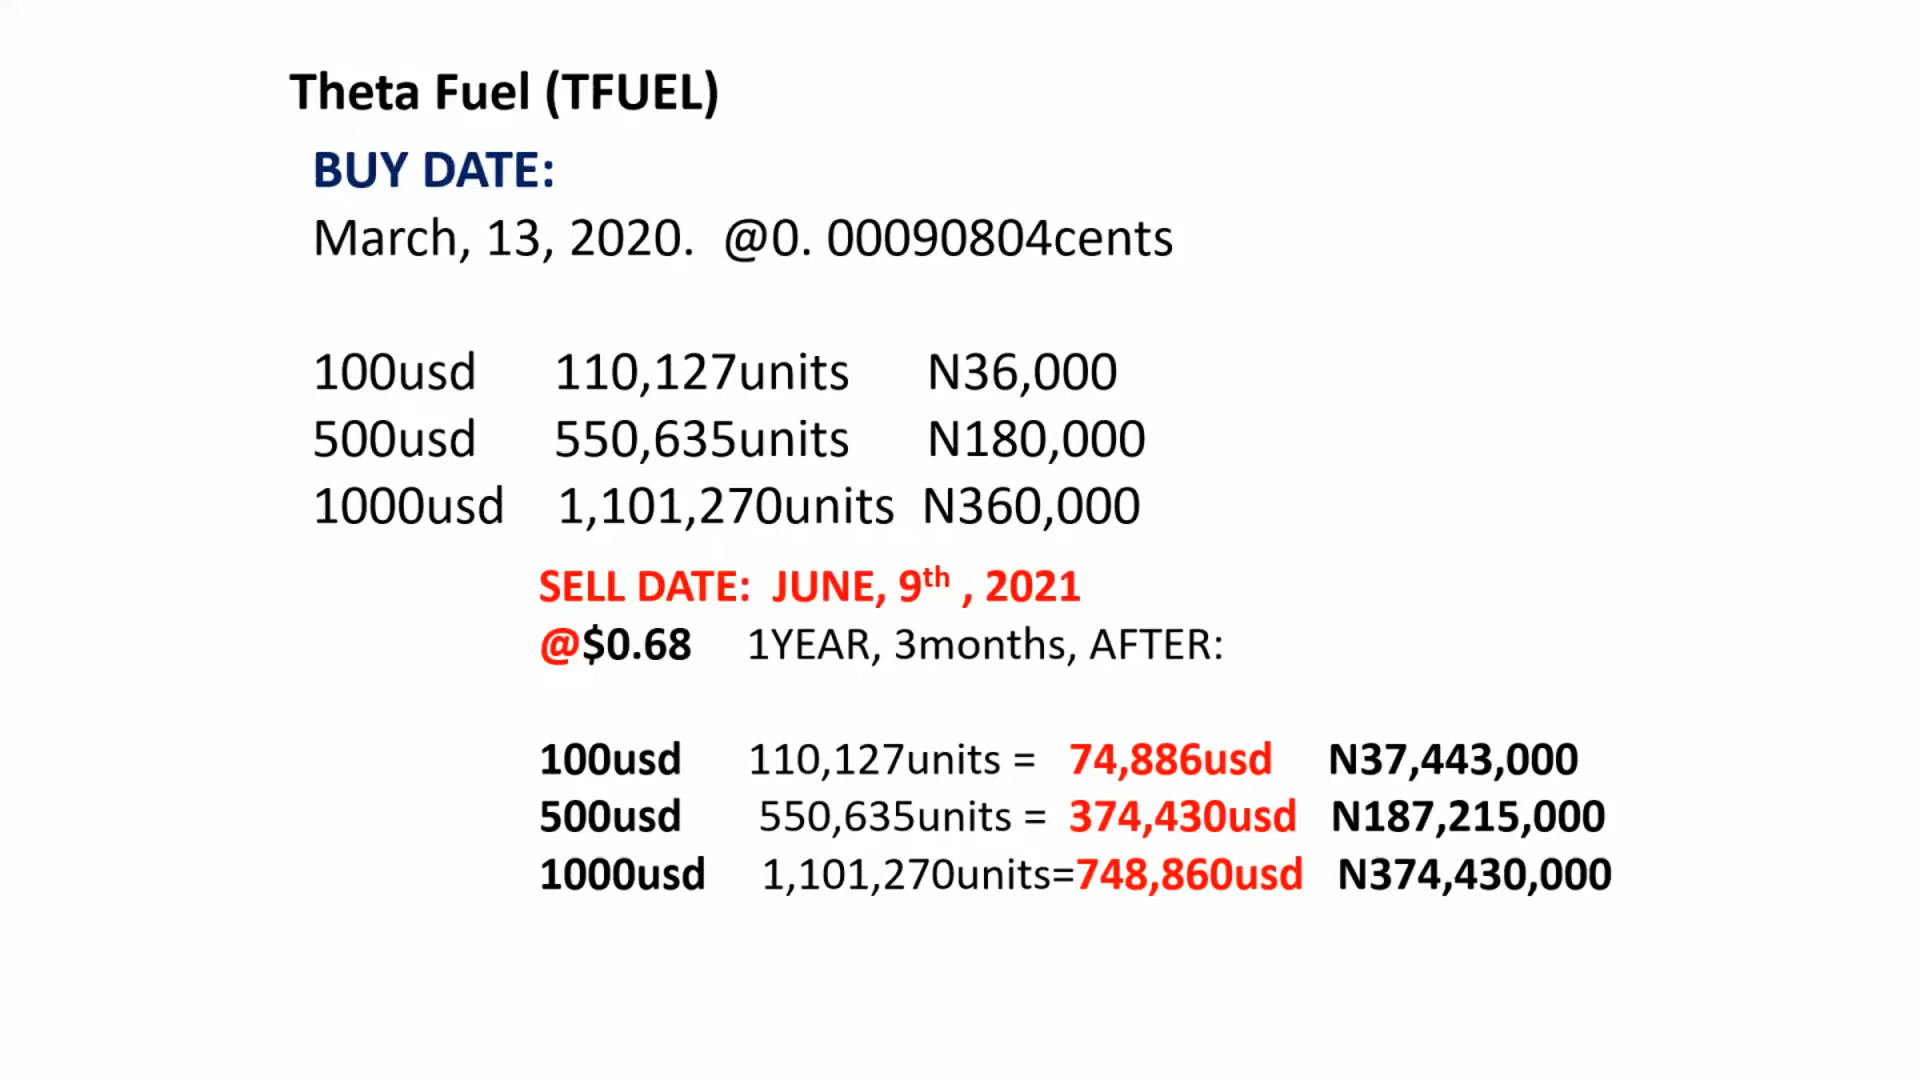 Theta Fuel (TFUEL)
BUY DATE:
March, 13, 2020. @0. 00090804cents
100usd 110,127units N36,000
500usd 550,635units N180,000
1000usd 1,101,270units N360,000
SELL DATE: JUNE, 9th , 2021
@$0.68 1YEAR, 3months, AFTER:
100usd 110,127units = 74,886usd N37,443,000
500usd 550,635units = 374,430usd N187,215,000
1000usd 1,101,270units=748,860usd N374,430,000